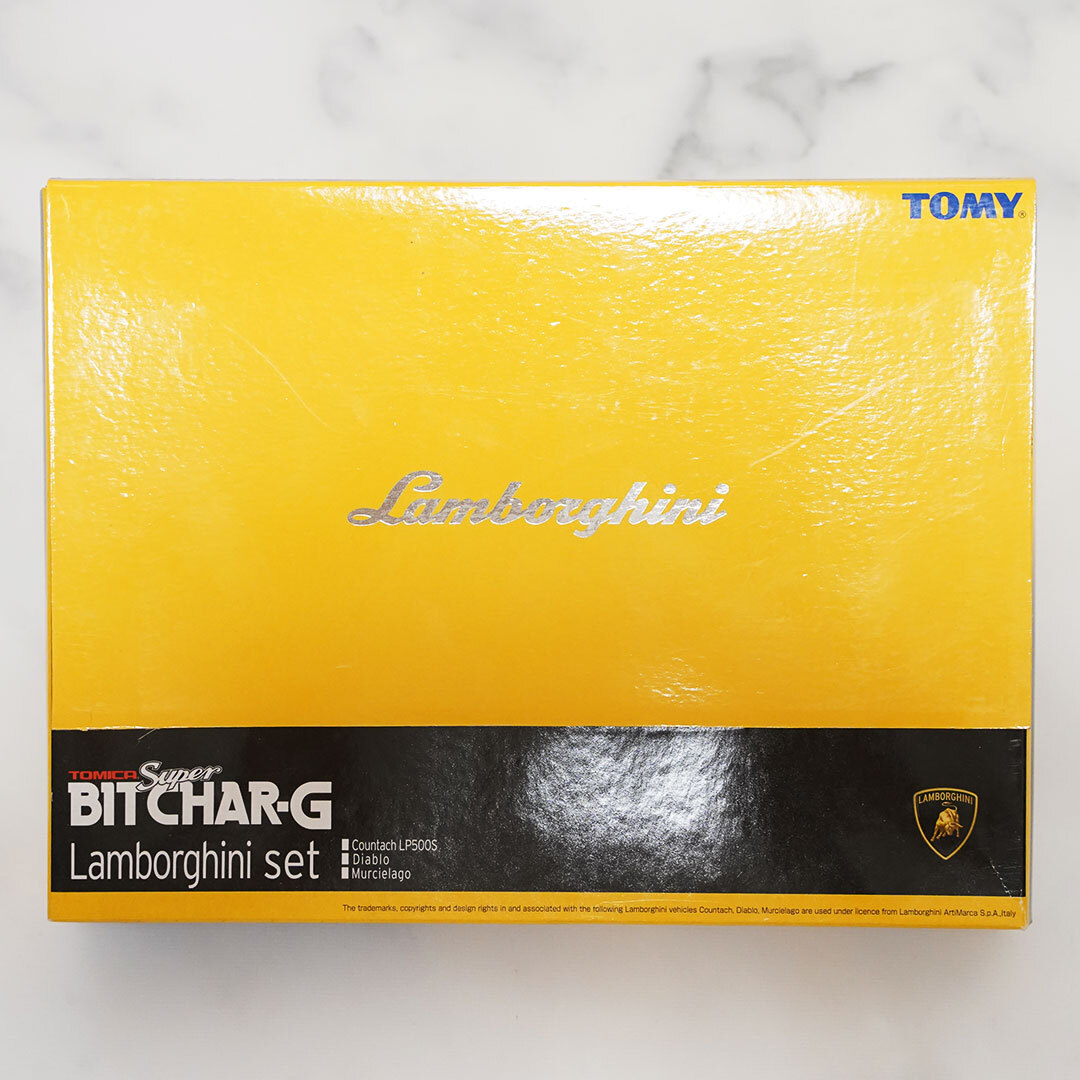 TOMY®
Lamborghini
TOMICA Super
BITCHAR-G
Lamborghini set
■Countach LP500S
■Diablo
■Murcielago
LAMBORGHINI
The trademarks, copyrights and design rights in and associated with the following Lamborghini vehicles Countach, Diablo, Murcielago are used under licence from Lamborghini ArtiMarca S.p.A.,Italy